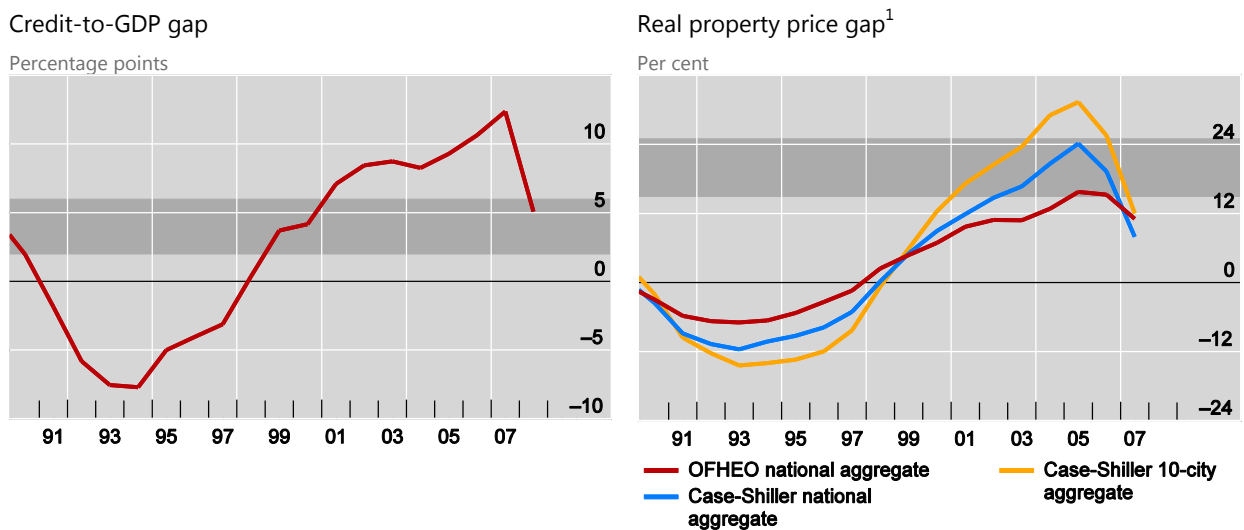 Credit-to-GDP gap
Percentage points
10
5
0
–5
–10
91 93 95 97 99 01 03 05 07
Real property price gap1
Per cent
24
12
0
–12
–24
91 93 95 97 99 01 03 05 07
OFHEO national aggregate
Case-Shiller national
aggregate
Case-Shiller 10-city
aggregate